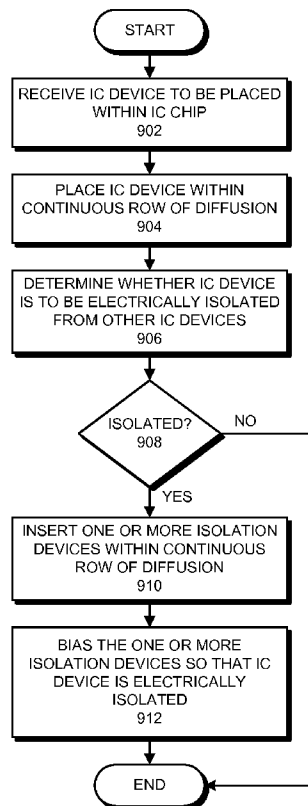 START
RECEIVE IC DEVICE TO BE PLACED
WITHIN IC CHIP
902
PLACE IC DEVICE WITHIN
CONTINUOUS ROW OF DIFFUSION
904
DETERMINE WHETHER IC DEVICE
IS TO BE ELECTRICALLY ISOLATED
FROM OTHER IC DEVICES
906
ISOLATED?
908
NO
YES
INSERT ONE OR MORE ISOLATION
DEVICES WITHIN CONTINUOUS
ROW OF DIFFUSION
910
BIAS THE ONE OR MORE
ISOLATION DEVICES SO THAT IC
DEVICE IS ELECTRICALLY
ISOLATED
912
END